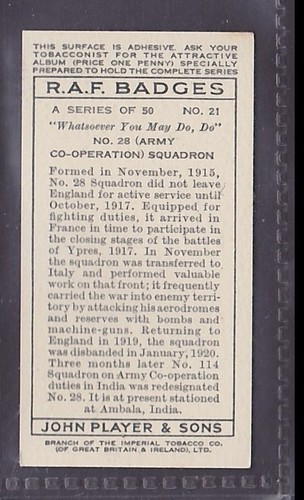 THIS SURFACE IS ADHESIVE. ASK YOUR
TOBACCONIST FOR THE ATTRACTIVE
ALBUM (PRICE ONE PENNY) SPECIALLY
PREPARED TO HOLD THE COMPLETE SERIES
R.A.F. BADGES
A SERIES OF 50 NO. 21
"Whatsoever You May Do, Do"
NO. 28 (ARMY
CO-OPERATION) SQUADRON
Formed in November, 1915,
No. 28 Squadron did not leave
England for active service until
October, 1917. Equipped for
fighting duties, it arrived in
France in time to participate in
the closing stages of the battles
of Ypres, 1917. In November
the squadron was transferred to
Italy and performed valuable
work on that front; it frequently
carried the war into enemy terri-
tory by attacking his aerodromes
and reserves with bombs and
machine-guns. Returning to
England in 1919, the squadron
was disbanded in January, 1920.
Three months later No. 114
Squadron on Army Co-operation
duties in India was redesignated
No. 28. It is at present stationed
at Ambala, India.
JOHN PLAYER & SONS
BRANCH OF THE IMPERIAL TOBACCO CO.
(OF GREAT BRITAIN & IRELAND), LTD.